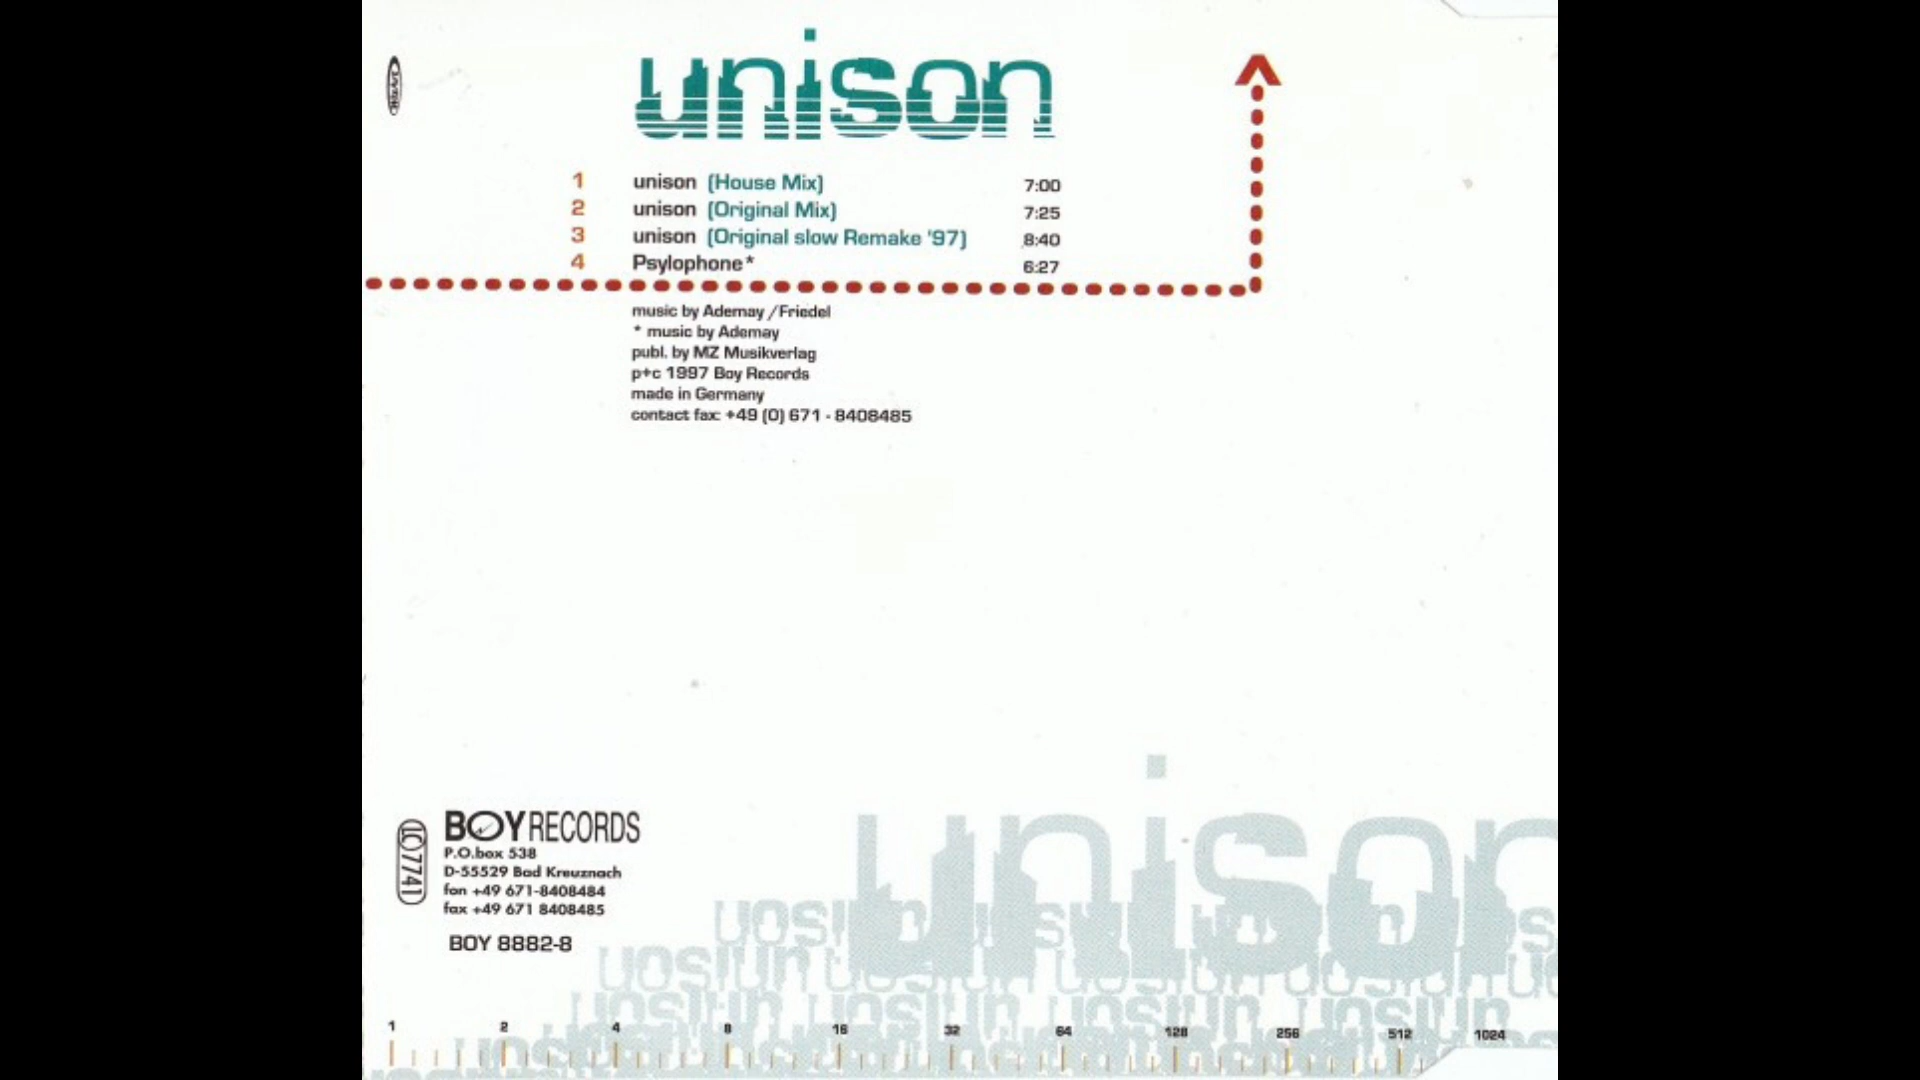 unison
1 unison (House Mix) 7:00
2 unison (Original Mix) 7:25
3 unison (Original slow Remake '97) 8:40
4 Psylophone* 6:27
music by Ademay /Friedel
* music by Ademay
publ. by MZ Musikverlag
p+c 1997 Boy Records
made in Germany
contact fax: +49 (0) 671 - 8408485
unison
BOY RECORDS
LC 7741
P.O.box 538
D-55529 Bad Kreuznach
fon +49 671-8408484
fax +49 671 8408485
BOY 8882-8
1 2 4 8 16 32 64 128 256 512 1024